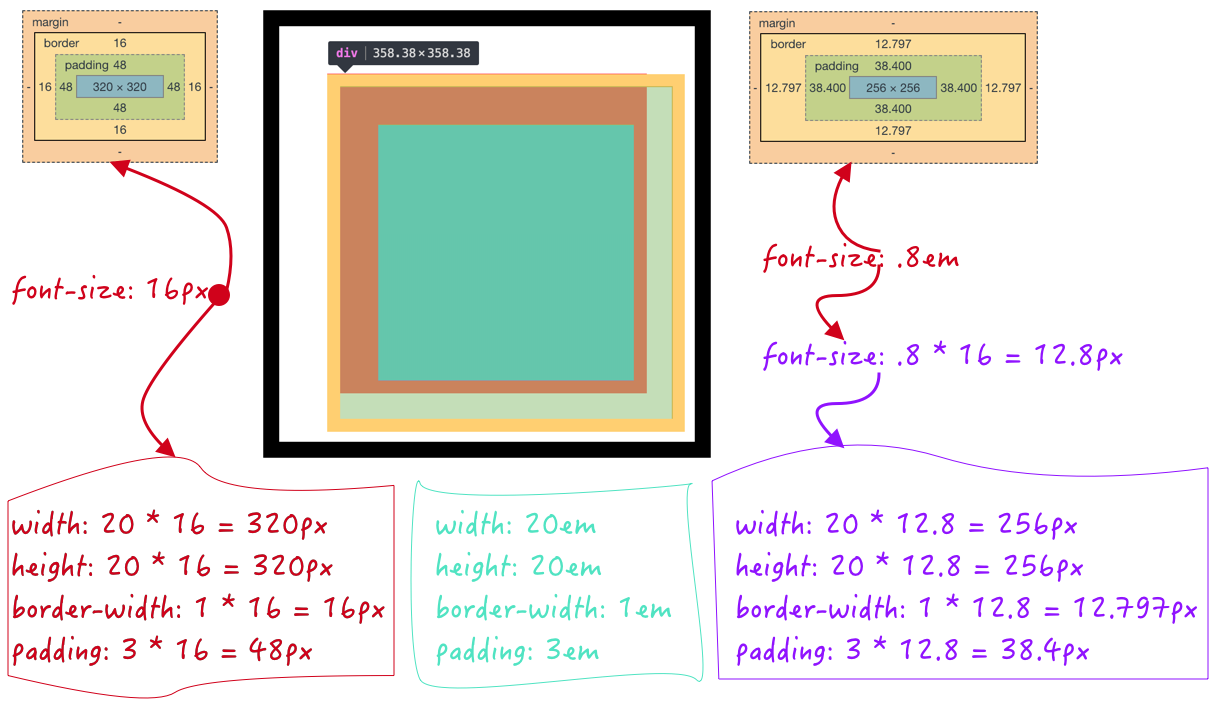 margin -
border 16
padding 48
- 16 48 320 × 320 48 16 -
48
16
-
div 358.38×358.38
margin -
border 12.797
padding 38.400
- 12.797 38.400 256 × 256 38.400 12.797 -
38.400
12.797
-
font-size: 16px
font-size: .8em
font-size: .8 * 16 = 12.8px
width: 20 * 16 = 320px
height: 20 * 16 = 320px
border-width: 1 * 16 = 16px
padding: 3 * 16 = 48px
width: 20em
height: 20em
border-width: 1em
padding: 3em
width: 20 * 12.8 = 256px
height: 20 * 12.8 = 256px
border-width: 1 * 12.8 = 12.797px
padding: 3 * 12.8 = 38.4px